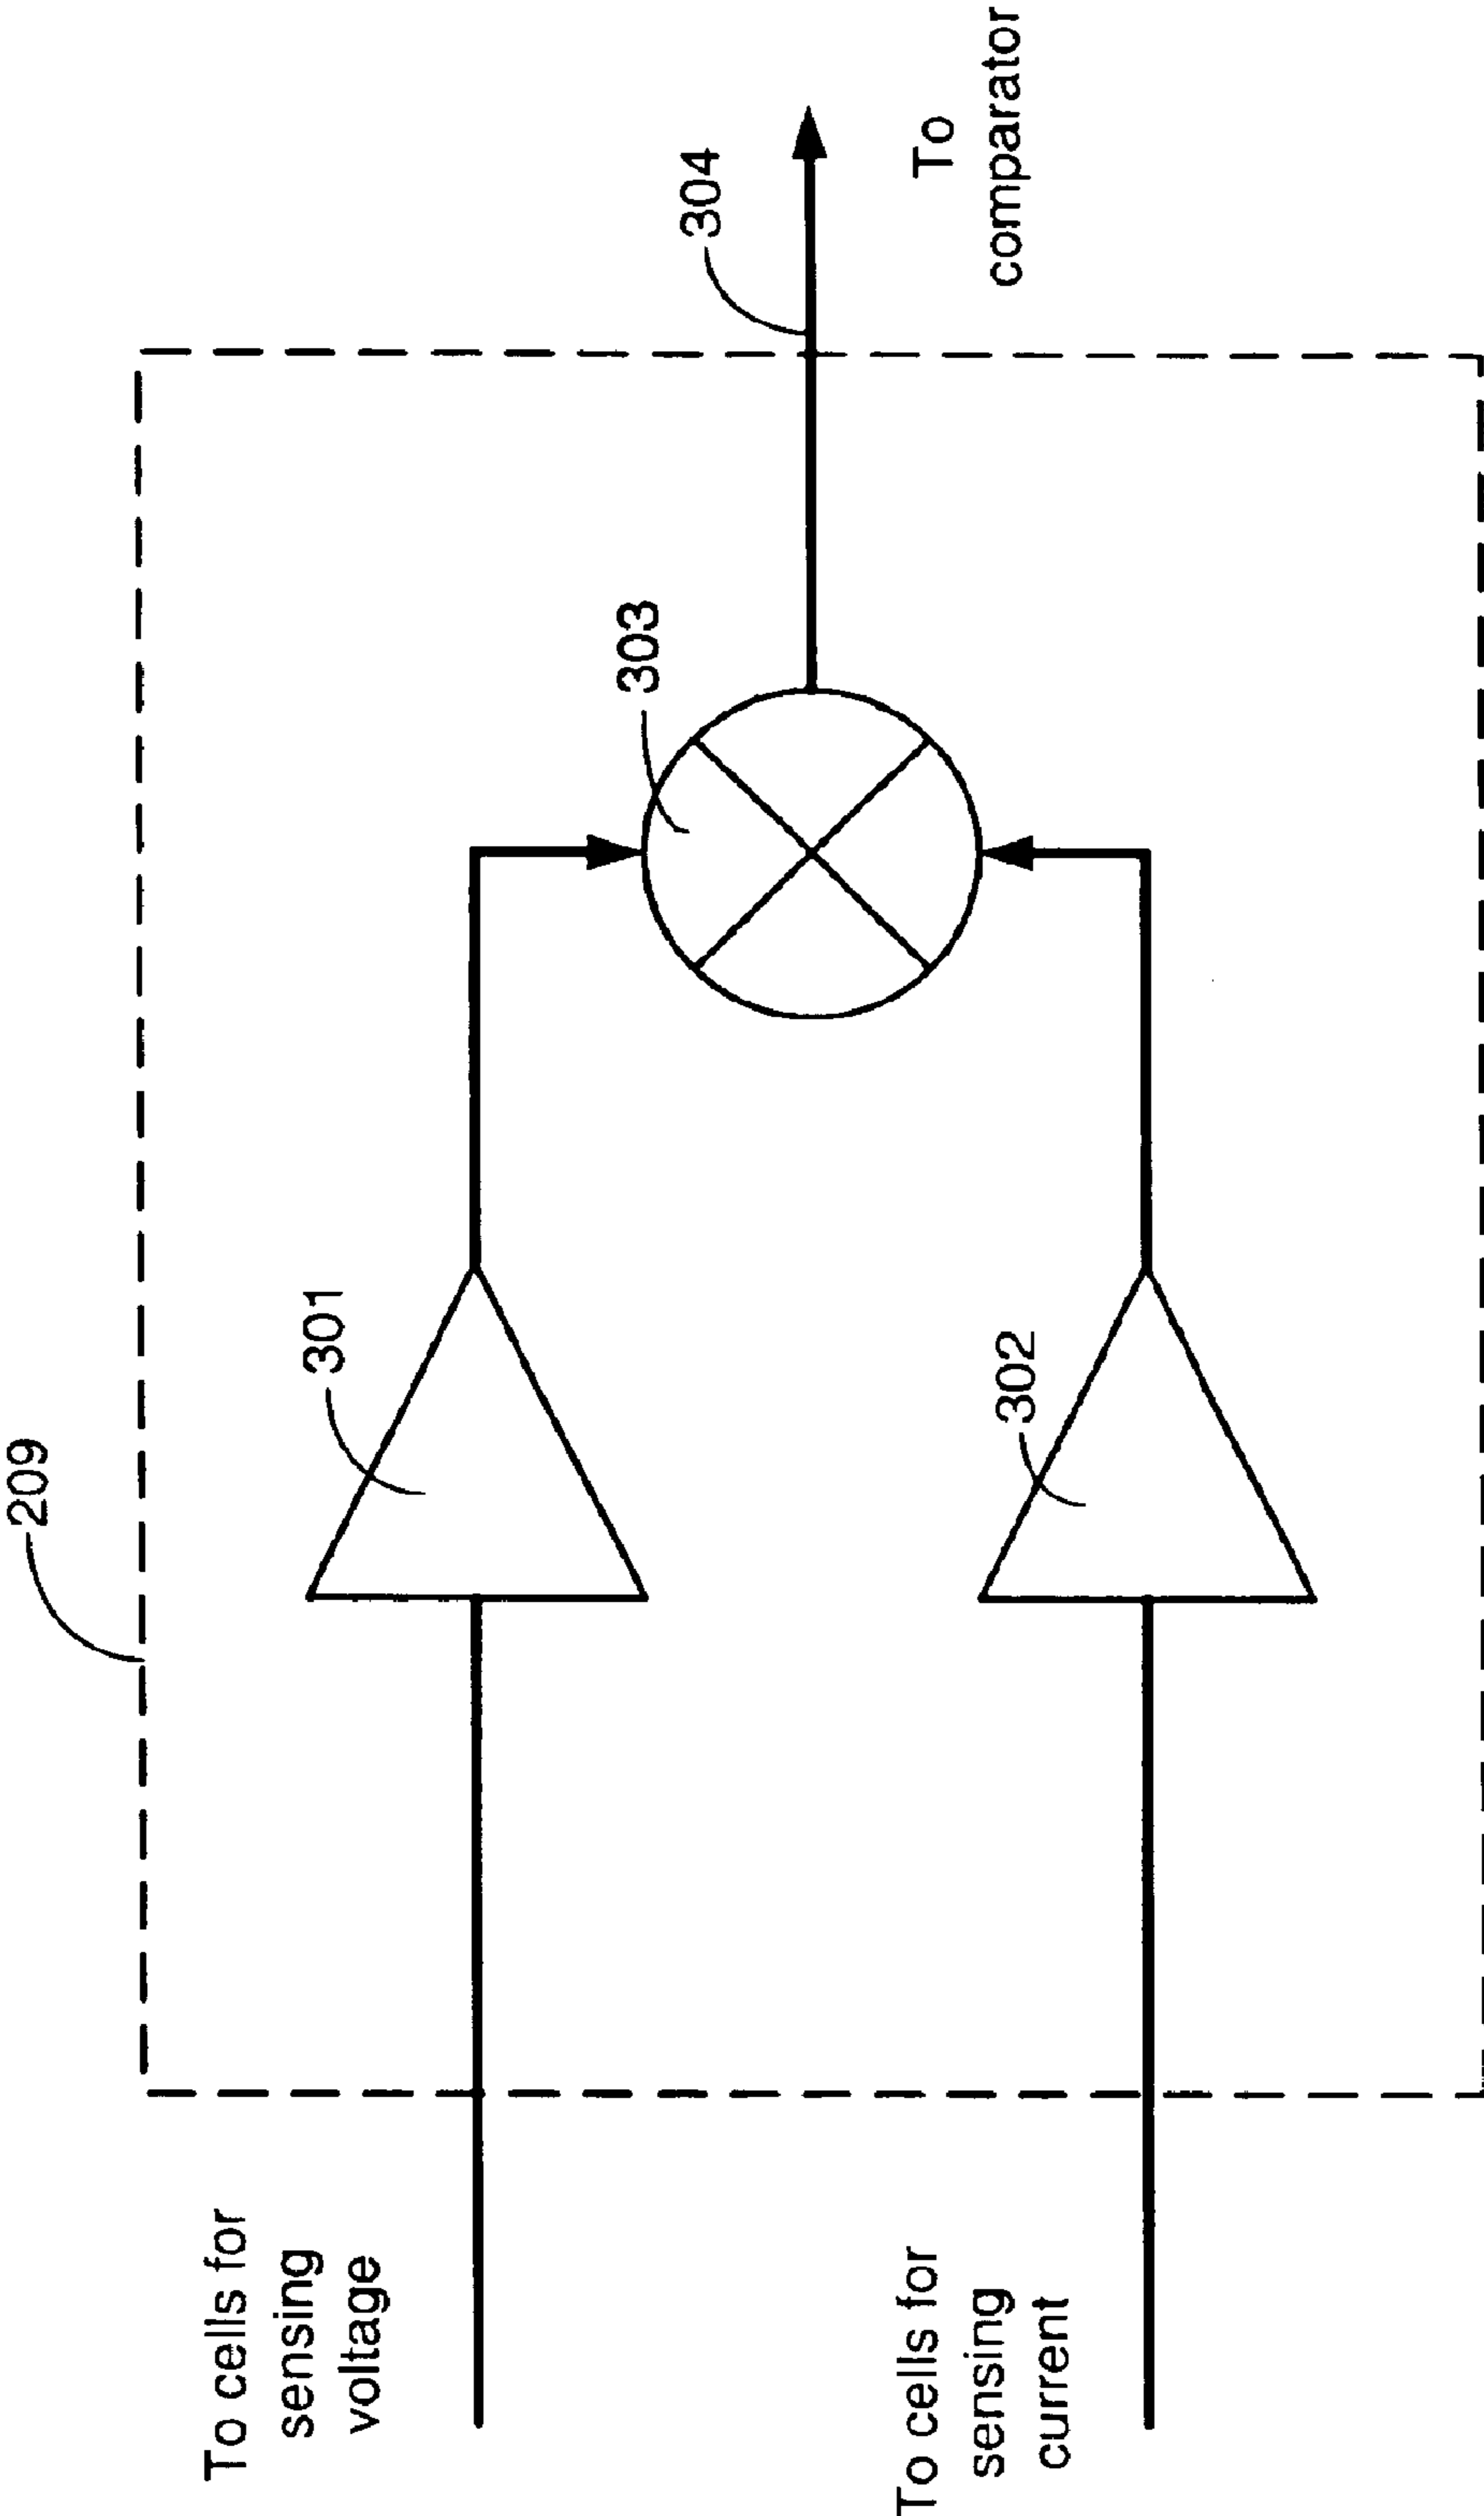 209
To cells for
sensing
voltage
301
303
304
To
comparator
To cells for
sensing
current
302